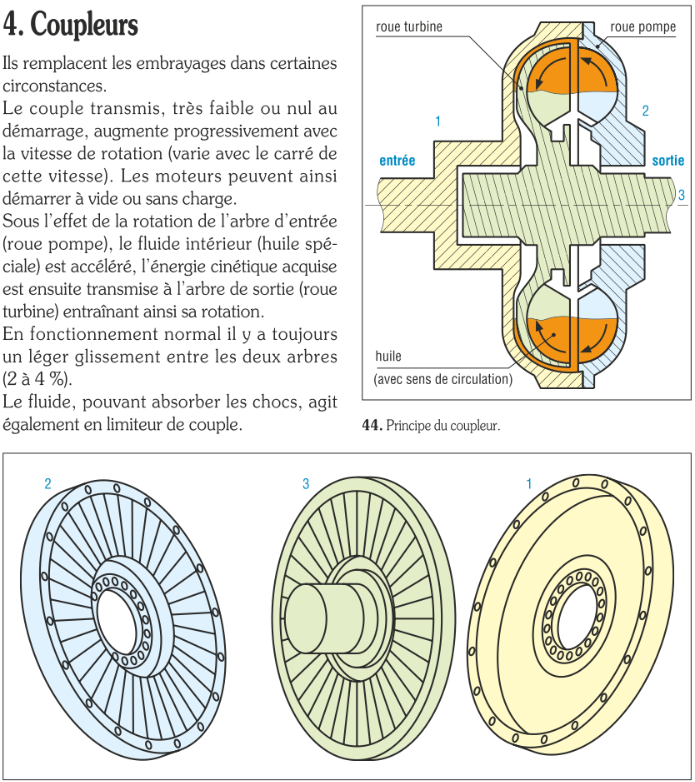 4. Coupleurs
Ils remplacent les embrayages dans certaines
circonstances.
Le couple transmis, très faible ou nul au
démarrage, augmente progressivement avec
la vitesse de rotation (varie avec le carré de
cette vitesse). Les moteurs peuvent ainsi
démarrer à vide ou sans charge.
Sous l'effet de la rotation de l'arbre d'entrée
(roue pompe), le fluide intérieur (huile spé-
ciale) est accéléré, l'énergie cinétique acquise
est ensuite transmise à l'arbre de sortie (roue
turbine) entraînant ainsi sa rotation.
En fonctionnement normal il y a toujours
un léger glissement entre les deux arbres
(2 à 4 %).
Le fluide, pouvant absorber les chocs, agit
également en limiteur de couple.
roue turbine
roue pompe
1
2
entrée
sortie
3
huile
(avec sens de circulation)
44. Principe du coupleur.
2
3
1